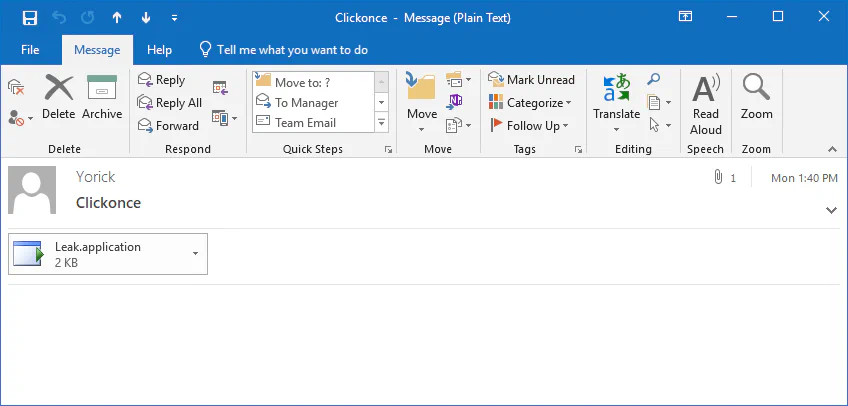 Clickonce - Message (Plain Text)
File Message Help Tell me what you want to do
Delete
Archive
Delete
Reply
Reply All
Forward
Respond
Move to: ?
To Manager
Team Email
Quick Steps
Move
Move
Mark Unread
Categorize
Follow Up
Tags
Translate
Editing
Read
Aloud
Speech
Zoom
Zoom
Yorick
1 Mon 1:40 PM
Clickonce
Leak.application
2 KB